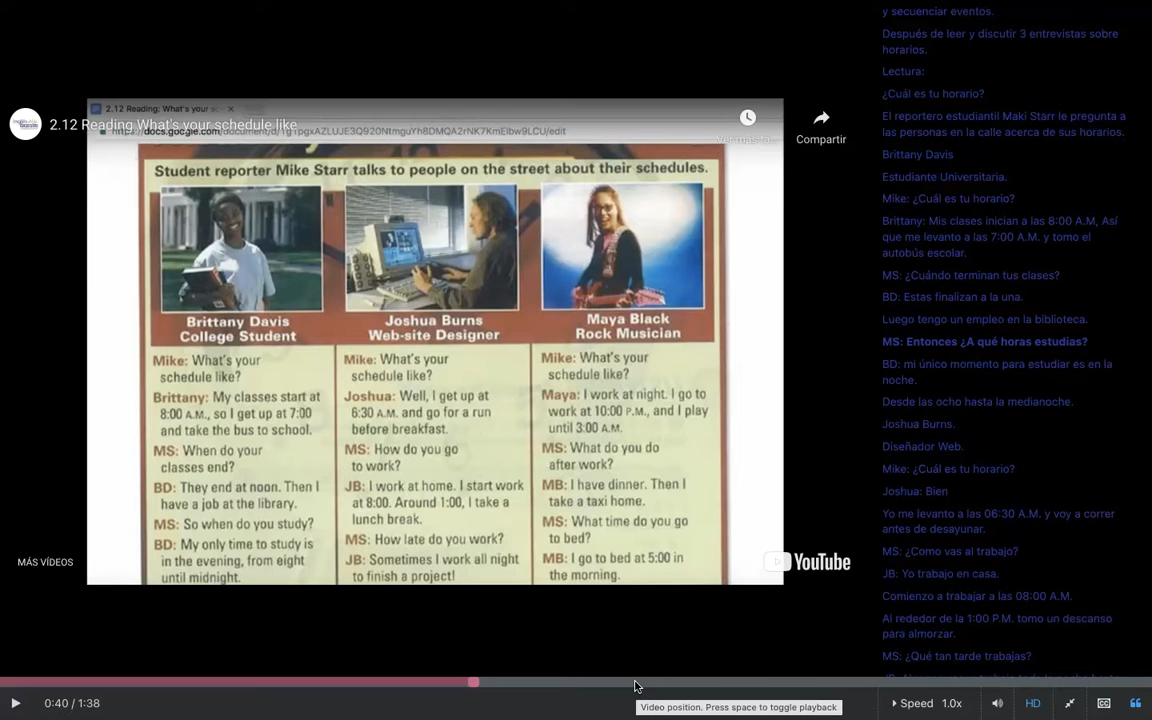 2.12 Reading: What's your sc
2.12 Reading What's your schedule like
Compartir
Student reporter Mike Starr talks to people on the street about their schedules.
Brittany Davis
College Student
Mike: What's your
schedule like?
Brittany: My classes start at
8:00 A.M., so I get up at 7:00
and take the bus to school.
MS: When do your
classes end?
BD: They end at noon. Then I
have a job at the library.
MS: So when do you study?
BD: My only time to study is
in the evening, from eight
until midnight.
Joshua Burns
Web-site Designer
Mike: What's your
schedule like?
Joshua: Well, I get up at
6:30 A.M. and go for a run
before breakfast.
MS: How do you go
to work?
JB: I work at home. I start work
at 8:00. Around 1:00, I take a
lunch break.
MS: How late do you work?
JB: Sometimes I work all night
to finish a project!
Maya Black
Rock Musician
Mike: What's your
schedule like?
Maya: I work at night. I go to
work at 10:00 P.M., and I play
until 3:00 A.M.
MS: What do you do
after work?
MB: I have dinner. Then I
take a taxi home.
MS: What time do you go
to bed?
MB: I go to bed at 5:00 in
the morning.
MÁS VÍDEOS
YouTube
y secuenciar eventos.
Después de leer y discutir 3 entrevistas sobre
horarios.
Lectura:
¿Cuál es tu horario?
El reportero estudiantil Maki Starr le pregunta a
las personas en la calle acerca de sus horarios.
Brittany Davis
Estudiante Universitaria.
Mike: ¿Cuál es tu horario?
Brittany: Mis clases inician a las 8:00 A.M, Así
que me levanto a las 7:00 A.M. y tomo el
autobús escolar.
MS: ¿Cuándo terminan tus clases?
BD: Estas finalizan a la una.
Luego tengo un empleo en la biblioteca.
MS: Entonces ¿A qué horas estudias?
BD: mi único momento para estudiar es en la
noche.
Desde las ocho hasta la medianoche.
Joshua Burns.
Diseñador Web.
Mike: ¿Cuál es tu horario?
Joshua: Bien
Yo me levanto a las 06:30 A.M. y voy a correr
antes de desayunar.
MS: ¿Como vas al trabajo?
JB: Yo trabajo en casa.
Comienzo a trabajar a las 08:00 A.M.
Al rededor de la 1:00 P.M. tomo un descanso
para almorzar.
MS: ¿Qué tan tarde trabajas?
0:40 / 1:38
Video position. Press space to toggle playback
Speed 1.0x
HD